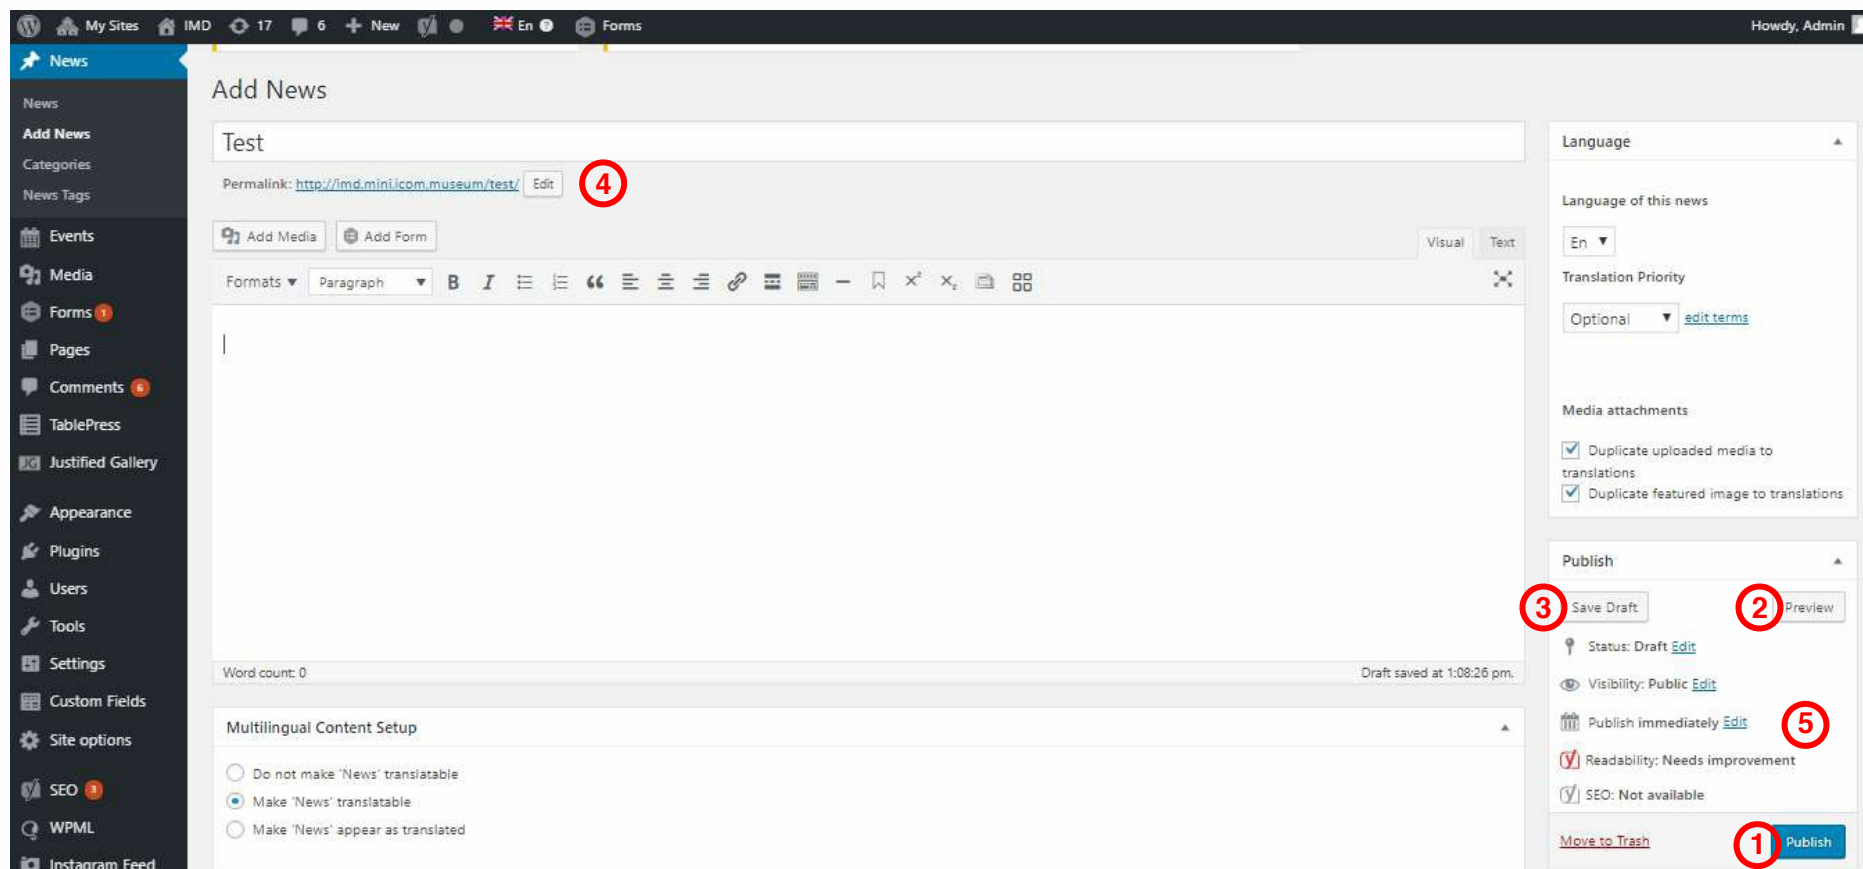 My Sites IMD 17 6 New En Forms Howdy, Admin
News
News
Add News
Categories
News Tags
Events
Media
Forms 1
Pages
Comments 6
TablePress
JG Justified Gallery
Appearance
Plugins
Users
Tools
Settings
Custom Fields
Site options
SEO 3
WPML
Instagram Feed
Add News
Test
Permalink: http://imd.mini.icom.museum/test/ Edit 4
Add Media Add Form
Visual Text
Formats Paragraph B I
Word count: 0 Draft saved at 1:08:26 pm.
Multilingual Content Setup
Do not make 'News' translatable
Make 'News' translatable
Make 'News' appear as translated
Language
Language of this news
En
Translation Priority
Optional edit terms
Media attachments
Duplicate uploaded media to
translations
Duplicate featured image to translations
Publish
3 Save Draft 2 Preview
Status: Draft Edit
Visibility: Public Edit
Publish immediately Edit 5
Readability: Needs improvement
SEO: Not available
Move to Trash 1 Publish